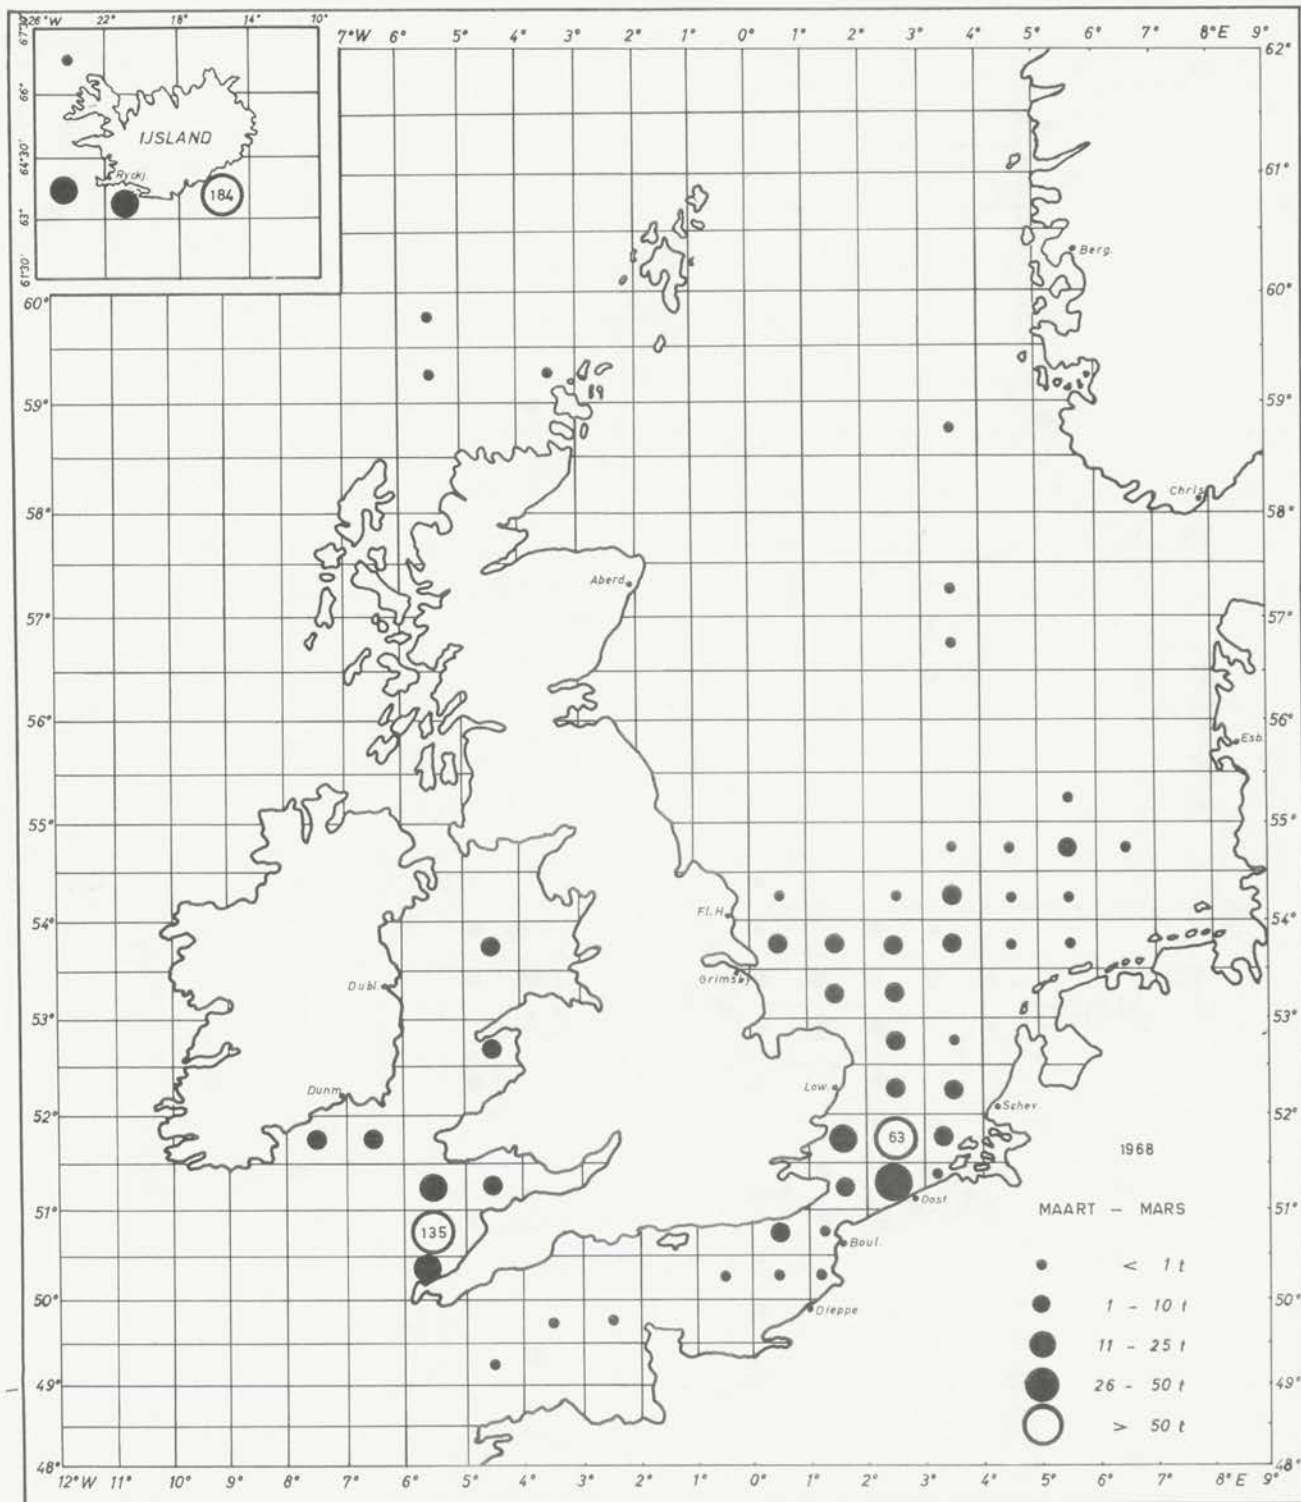 26°W 22° 18° 14° 10°
67°30'
66°
64°30'
63°
61°30'
IJSLAND
Ryckj.
184
7°W 6° 5° 4° 3° 2° 1° 0° 1° 2° 3° 4° 5° 6° 7° 8°E 9°
62°
61°
60° 60°
59° 59°
58° 58°
57° 57°
56° 56°
55° 55°
54° 54°
53° 53°
52° 52°
51° 51°
50° 50°
49° 49°
48° 48°
Berg.
Chris
Aberd.
Esb.
Fl.H.
Grimsby
Dubl.
Dunm.
Low.
Schev.
63
135
Oost.
Boul.
Dieppe
1968
MAART – MARS
< 1 t
1 – 10 t
11 – 25 t
26 – 50 t
> 50 t
12°W 11° 10° 9° 8° 7° 6° 5° 4° 3° 2° 1° 0° 1° 2° 3° 4° 5° 6° 7° 8°E 9°